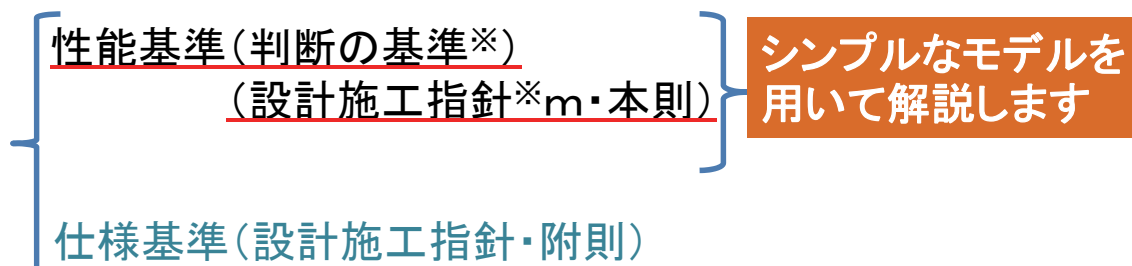 性能基準(判断の基準※)
(設計施工指針※m・本則)
シンプルなモデルを
用いて解説します
仕様基準(設計施工指針・附則)